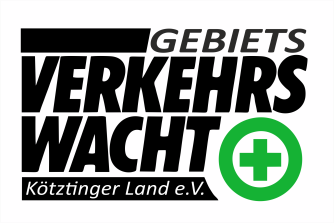 GEBIETS
VERKEHRS
WACHT
Kötztinger Land e.V.